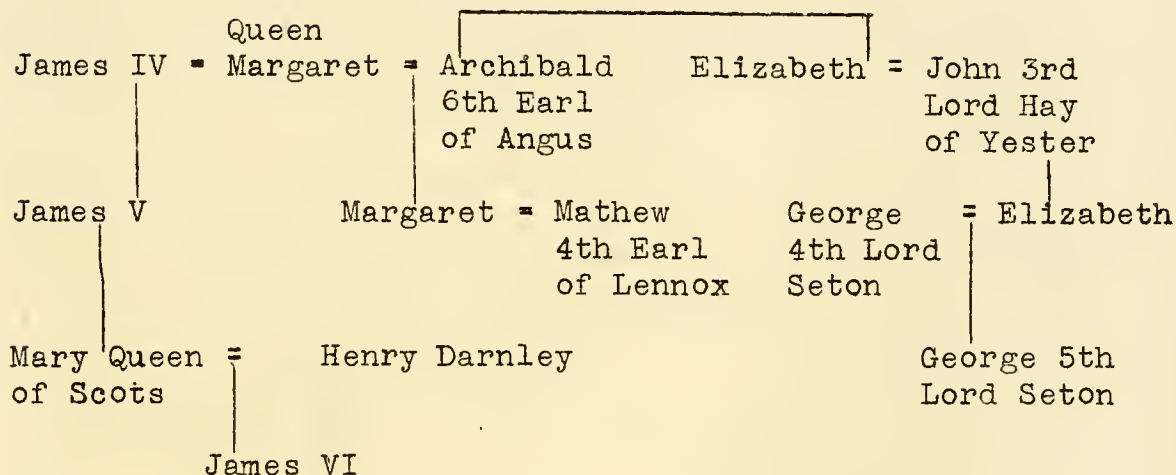 Queen
James IV = Margaret = Archibald Elizabeth = John 3rd
6th Earl Lord Hay
of Angus of Yester
James V Margaret = Mathew George = Elizabeth
4th Earl 4th Lord
of Lennox Seton
Mary Queen = Henry Darnley George 5th
of Scots Lord Seton
James VI